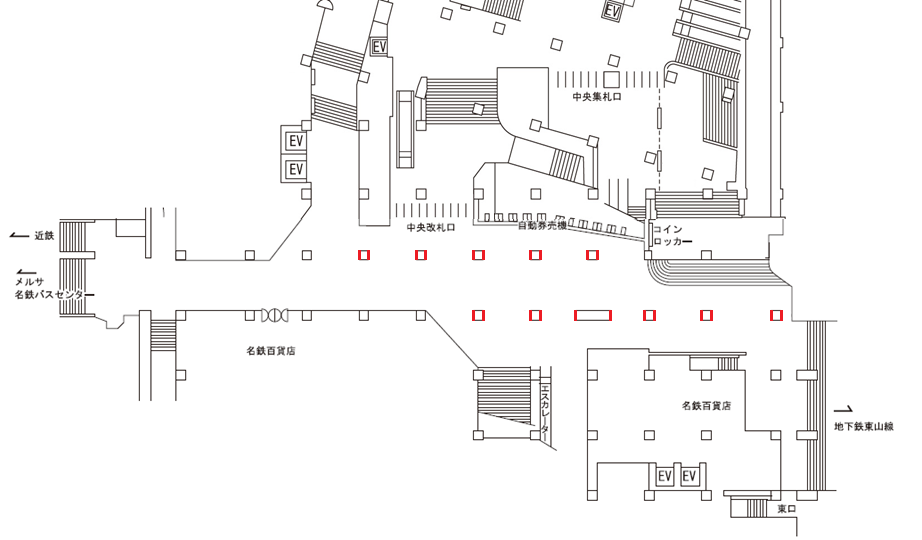 EV
EV
中央集札口
EV
EV
中央改札口
自動券売機
コイン
ロッカー
近鉄
メルサ
名鉄バスセンター
名鉄百貨店
エスカレーター
名鉄百貨店
地下鉄東山線
EV
EV
東口